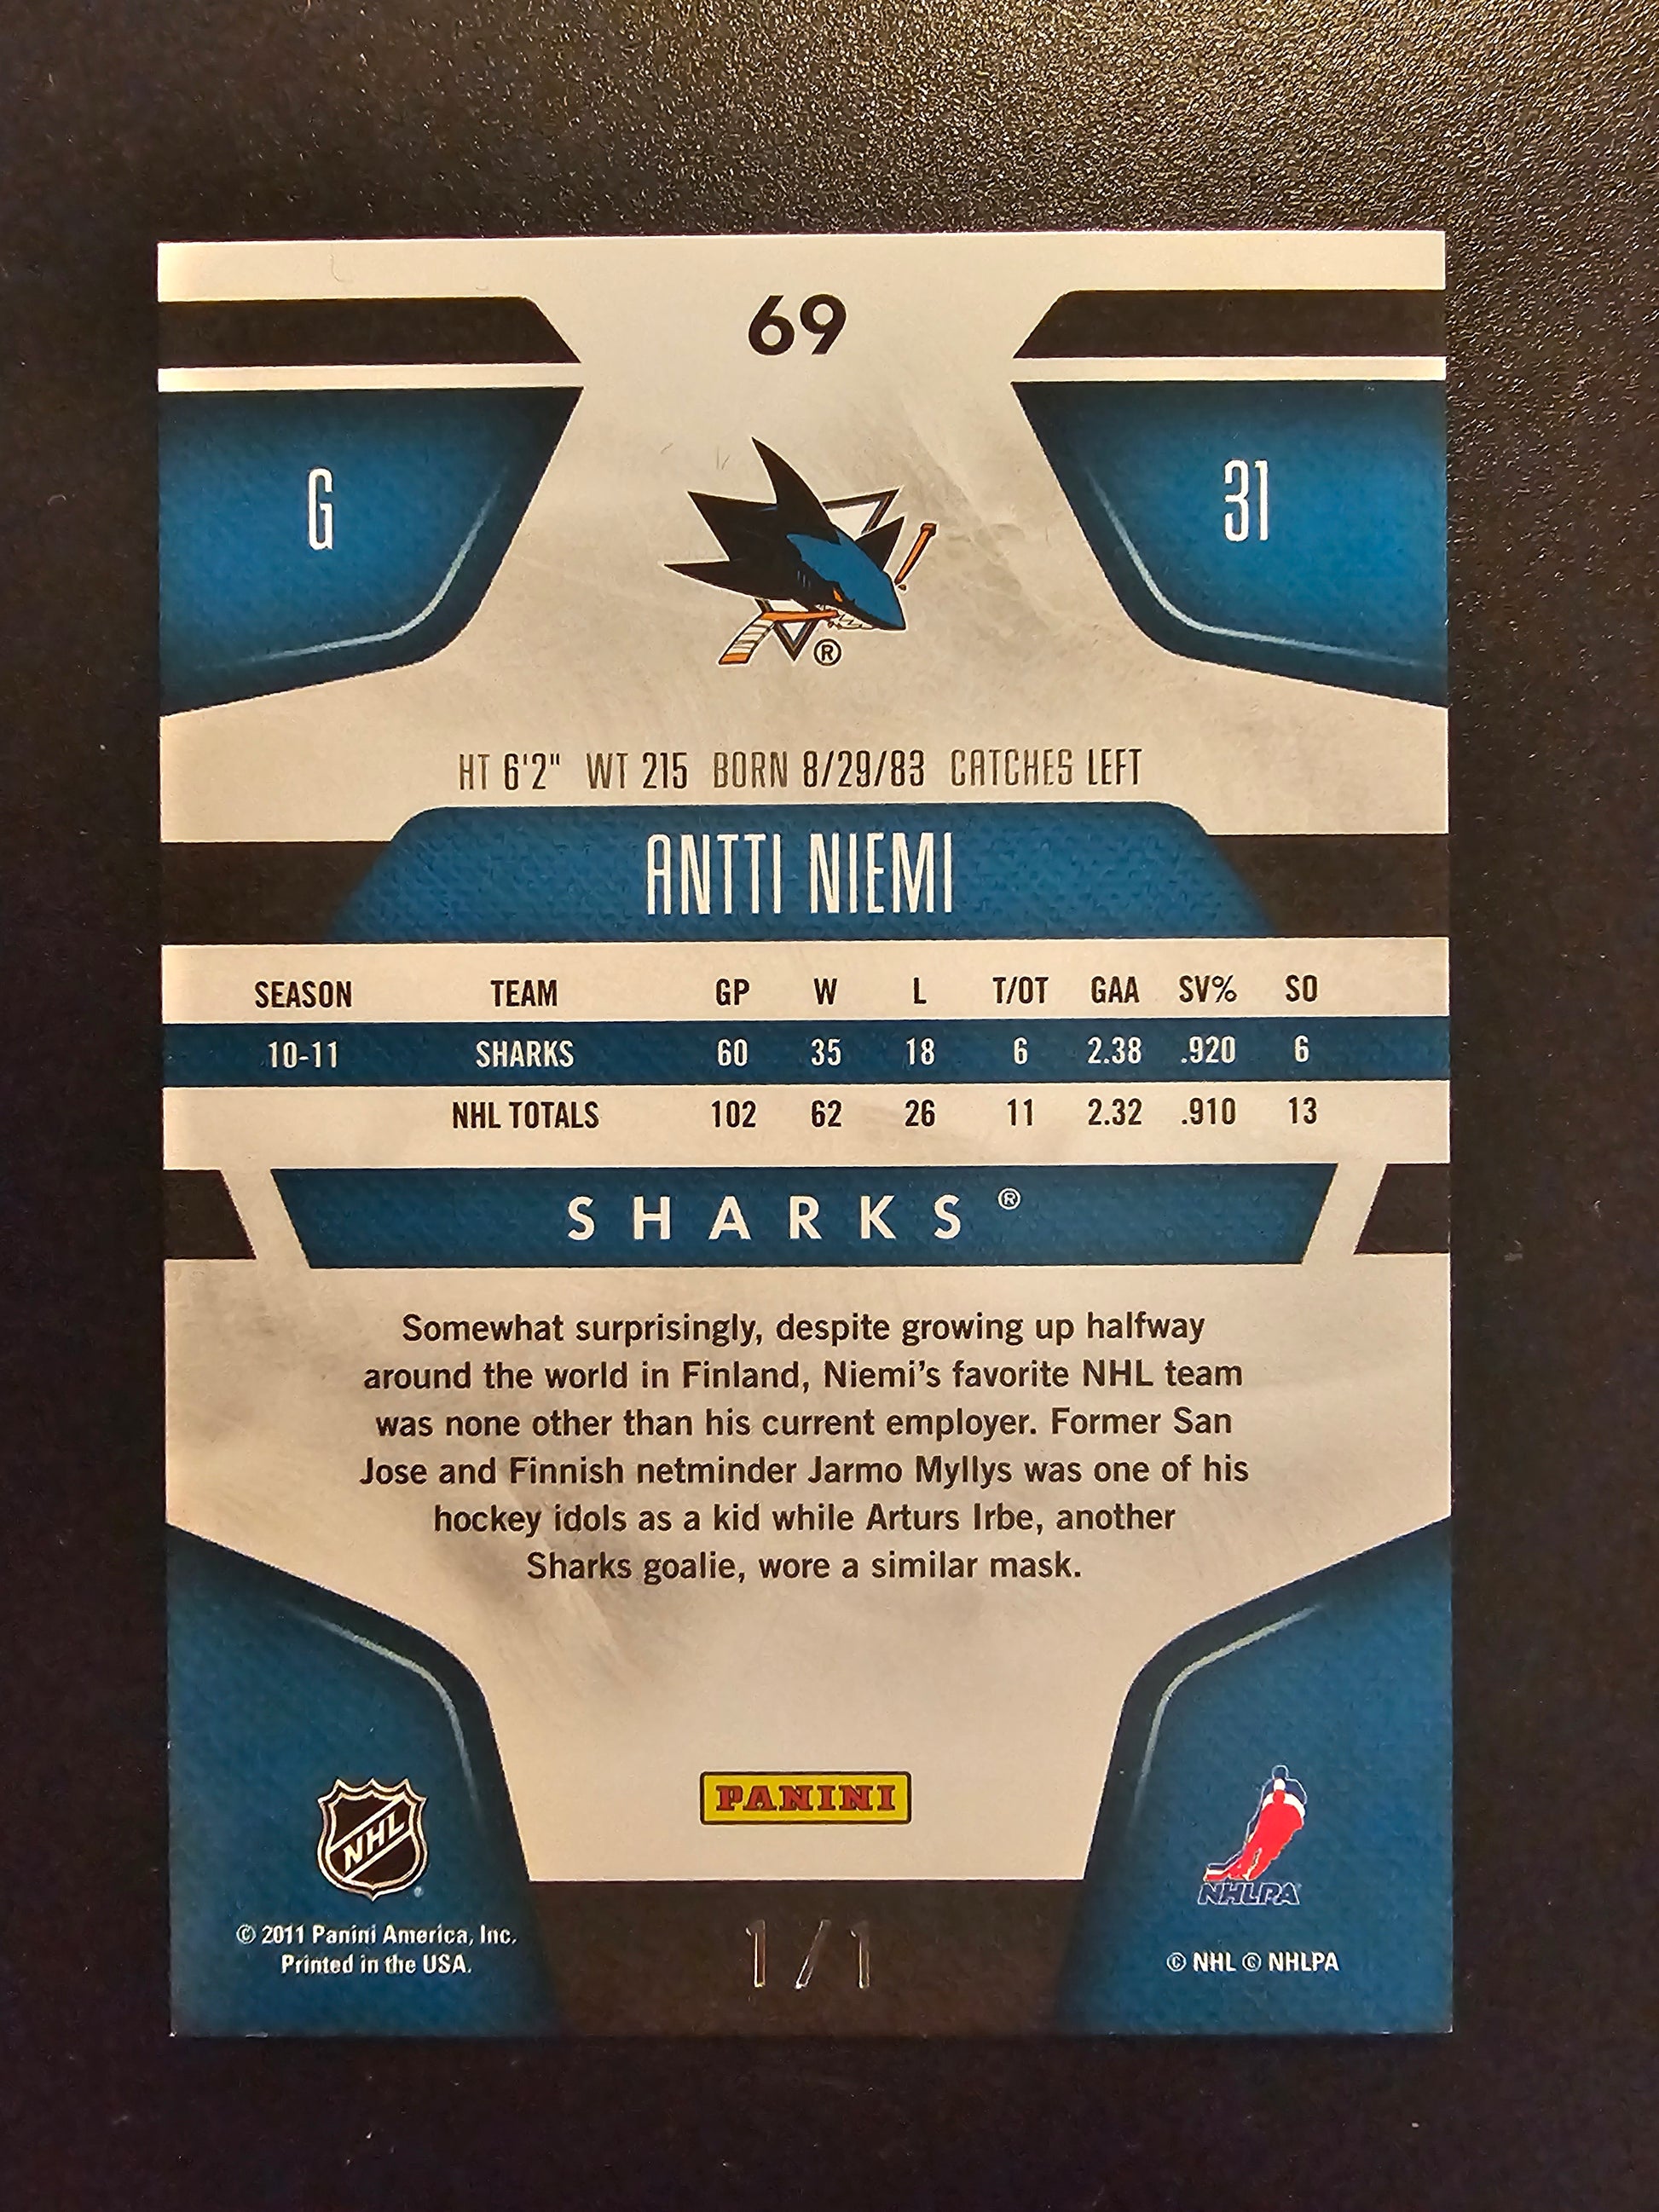 69
G
31
®
HT 6'2" WT 215 BORN 8/29/83 CATCHES LEFT
ANTTI NIEMI
SEASON TEAM GP W L T/OT GAA SV% SO
10-11 SHARKS 60 35 18 6 2.38 .920 6
NHL TOTALS 102 62 26 11 2.32 .910 13
SHARKS®
Somewhat surprisingly, despite growing up halfway
around the world in Finland, Niemi's favorite NHL team
was none other than his current employer. Former San
Jose and Finnish netminder Jarmo Myllys was one of his
hockey idols as a kid while Arturs Irbe, another
Sharks goalie, wore a similar mask.
PANINI
NHL
NHLPA
© 2011 Panini America, Inc.
Printed in the USA.
1/1
© NHL © NHLPA